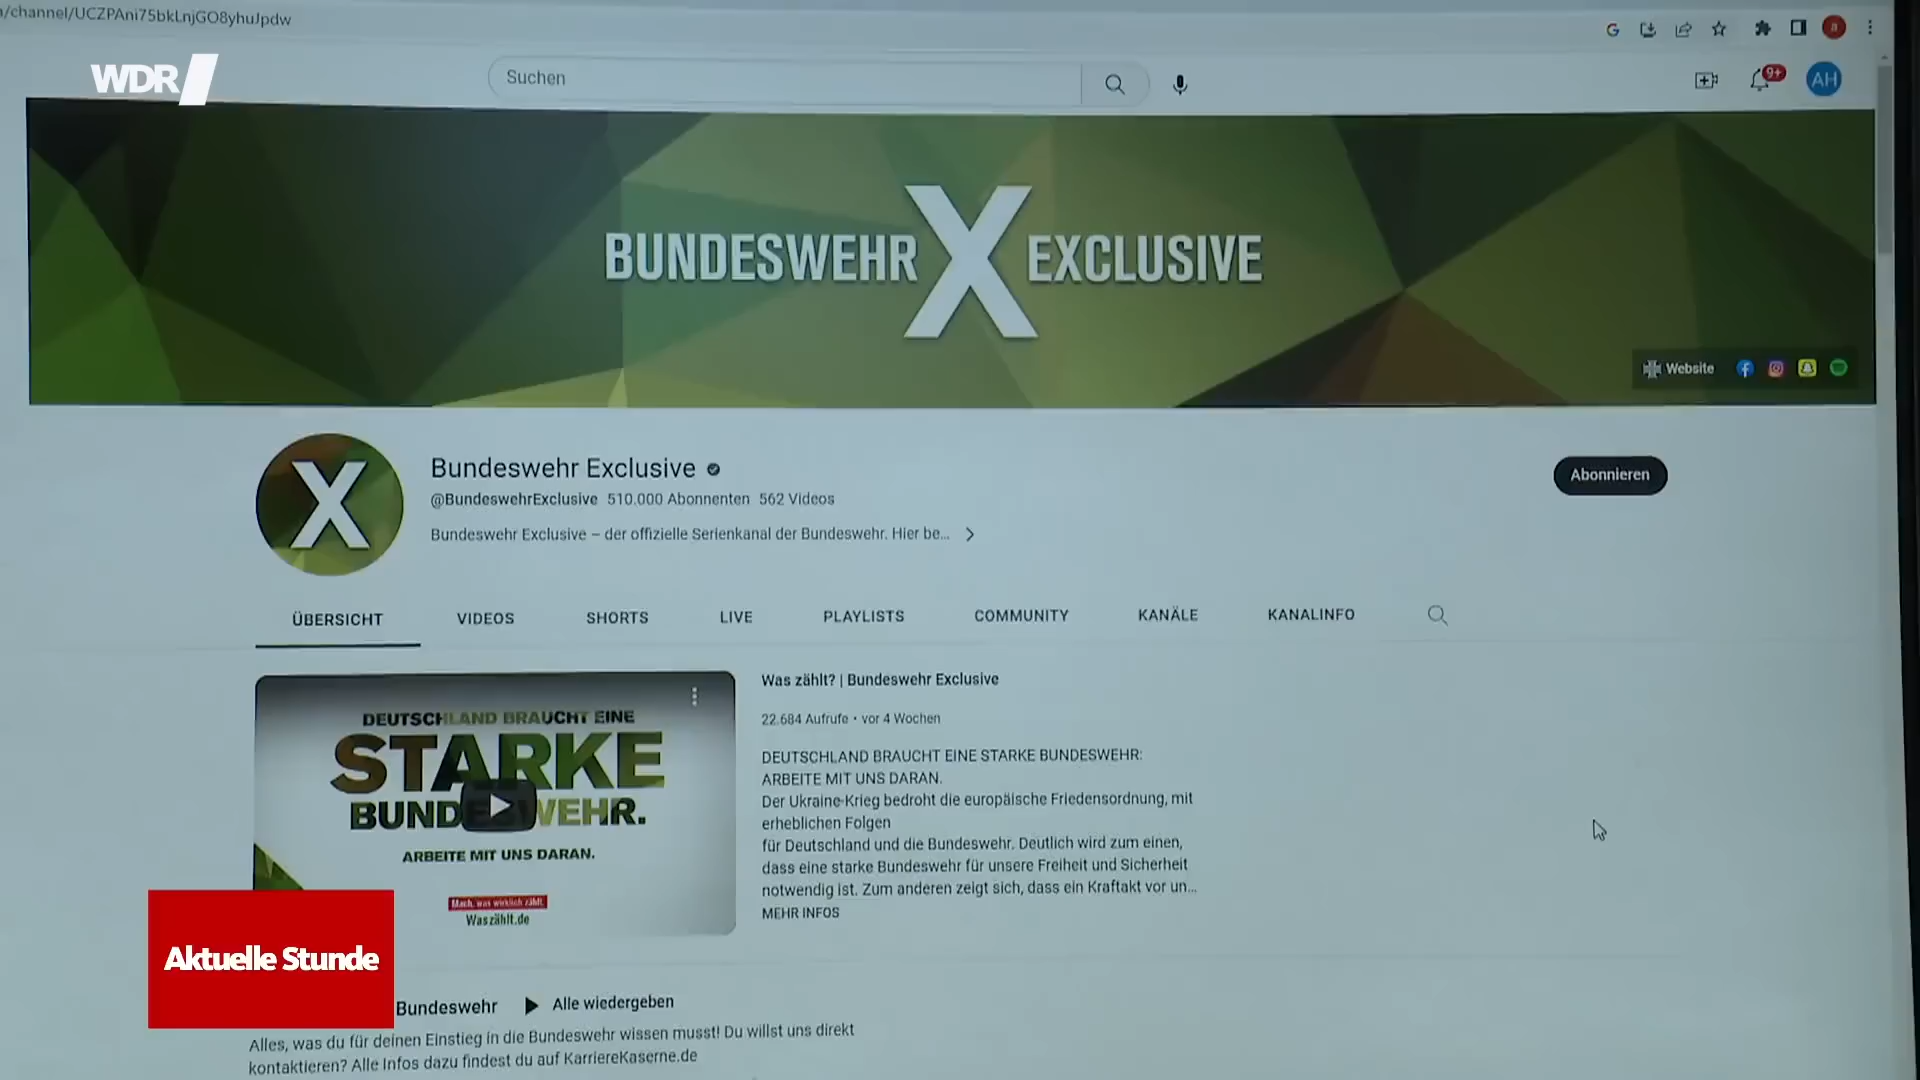 /channel/UCZPAni75bkLnjGO8yhuJpdw
WDR
Suchen
9+
AH
BUNDESWEHR X EXCLUSIVE
Website
X
Bundeswehr Exclusive
@BundeswehrExclusive 510.000 Abonnenten 562 Videos
Bundeswehr Exclusive – der offizielle Serienkanal der Bundeswehr. Hier be...
Abonnieren
ÜBERSICHT VIDEOS SHORTS LIVE PLAYLISTS COMMUNITY KANÄLE KANALINFO
DEUTSCHLAND BRAUCHT EINE
STARKE
BUNDESWEHR.
ARBEITE MIT UNS DARAN.
Mach, was wirklich zählt.
Waszählt.de
Was zählt? | Bundeswehr Exclusive
22.684 Aufrufe • vor 4 Wochen
DEUTSCHLAND BRAUCHT EINE STARKE BUNDESWEHR:
ARBEITE MIT UNS DARAN.
Der Ukraine-Krieg bedroht die europäische Friedensordnung, mit
erheblichen Folgen
für Deutschland und die Bundeswehr. Deutlich wird zum einen,
dass eine starke Bundeswehr für unsere Freiheit und Sicherheit
notwendig ist. Zum anderen zeigt sich, dass ein Kraftakt vor un...
MEHR INFOS
Aktuelle Stunde
Bundeswehr Alle wiedergeben
Alles, was du für deinen Einstieg in die Bundeswehr wissen musst! Du willst uns direkt
kontaktieren? Alle Infos dazu findest du auf KarriereKaserne.de